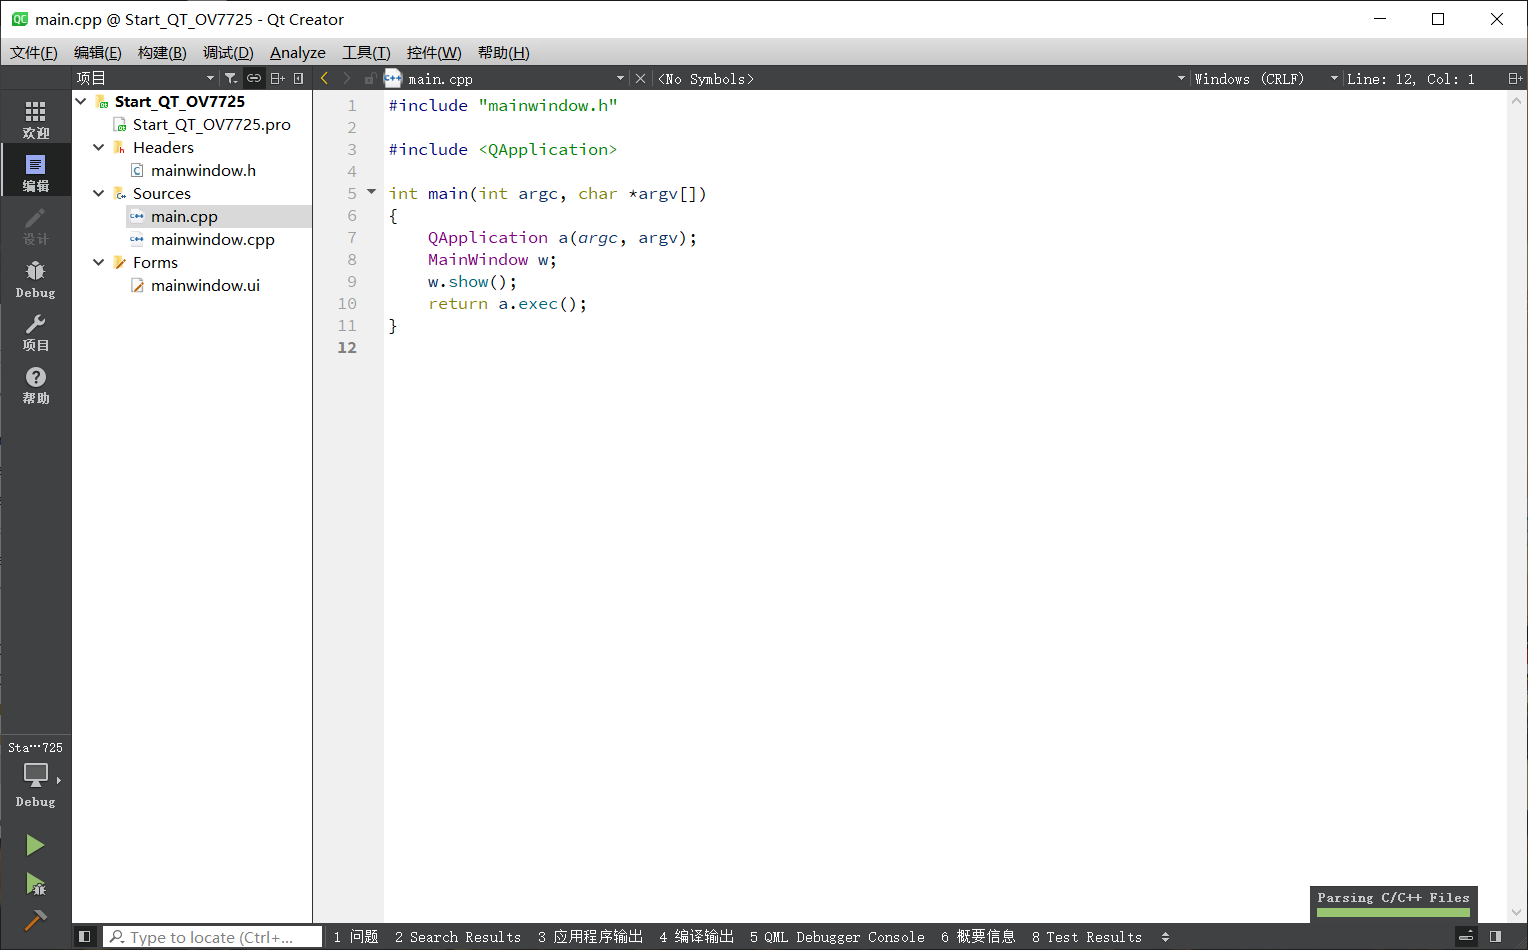 main.cpp @ Start_QT_OV7725 - Qt Creator
文件(F) 编辑(E) 构建(B) 调试(D) Analyze 工具(T) 控件(W) 帮助(H)
项目 main.cpp <No Symbols> Windows (CRLF) Line: 12, Col: 1
欢迎
编辑
设计
Debug
项目
帮助
Sta···725
Debug
Start_QT_OV7725
Start_QT_OV7725.pro
Headers
mainwindow.h
Sources
main.cpp
mainwindow.cpp
Forms
mainwindow.ui
1 #include "mainwindow.h"
2
3 #include <QApplication>
4
5 int main(int argc, char *argv[])
6 {
7     QApplication a(argc, argv);
8     MainWindow w;
9     w.show();
10     return a.exec();
11 }
12
Parsing C/C++ Files
Type to locate (Ctrl+... 1 问题 2 Search Results 3 应用程序输出 4 编译输出 5 QML Debugger Console 6 概要信息 8 Test Results